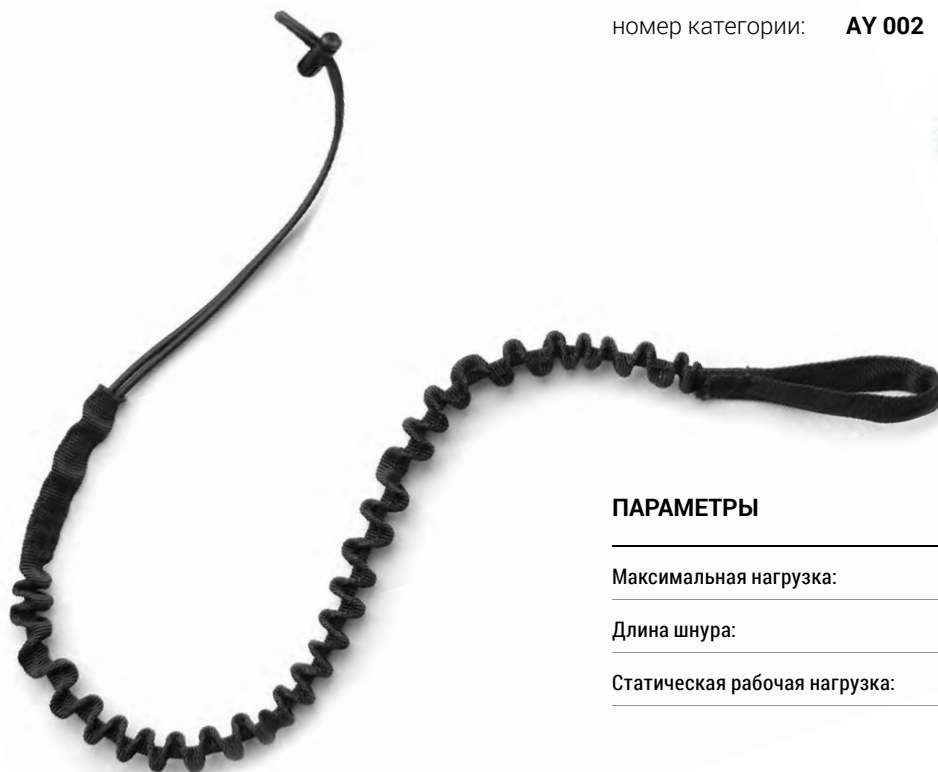 номер категории: AY 002
ПАРАМЕТРЫ
Максимальная нагрузка:
Длина шнура:
Статическая рабочая нагрузка: